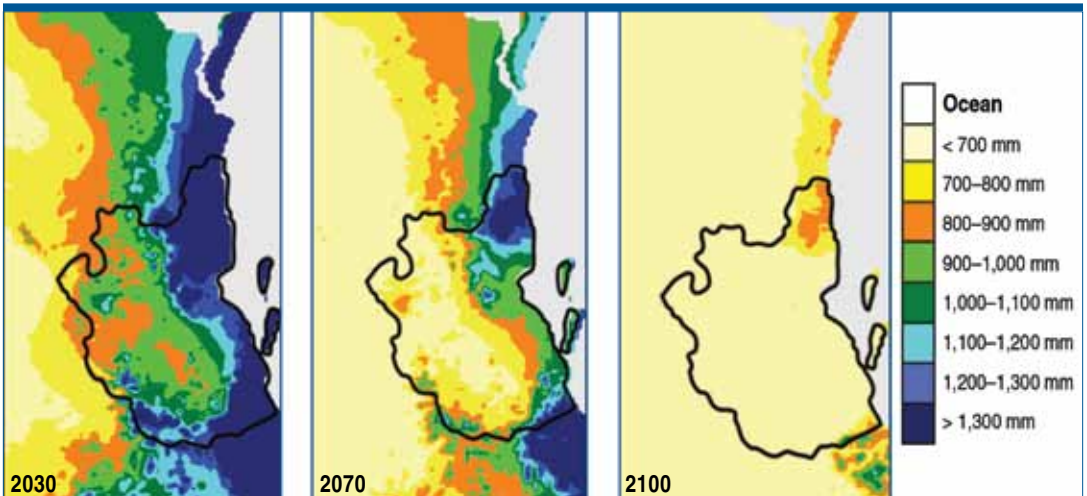 2030
2070
2100
Ocean
< 700 mm
700–800 mm
800–900 mm
900–1,000 mm
1,000–1,100 mm
1,100–1,200 mm
1,200–1,300 mm
> 1,300 mm